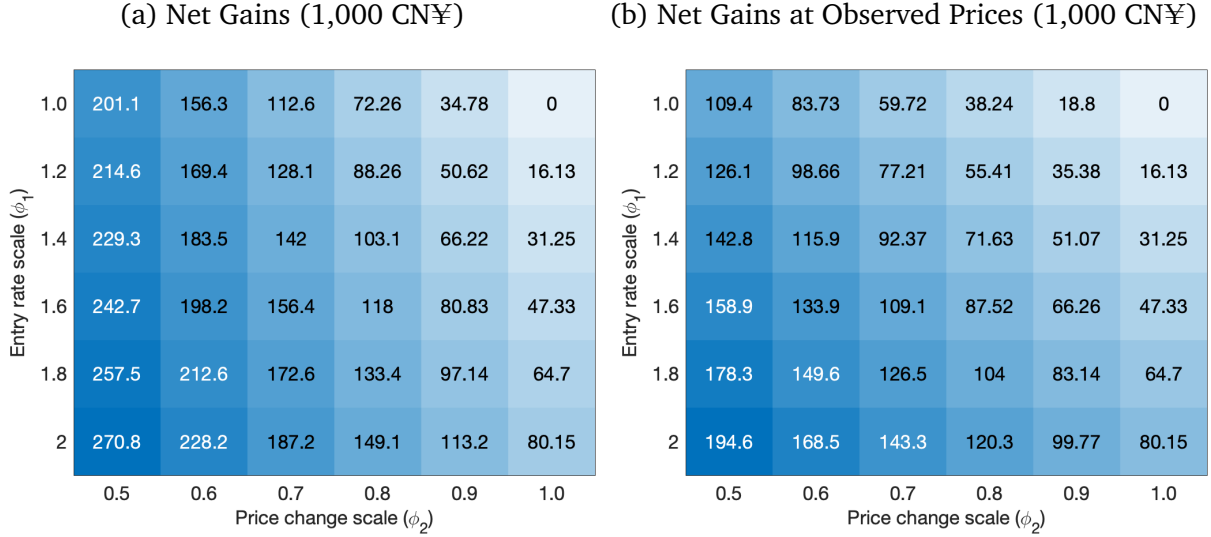 (a) Net Gains (1,000 CN¥)
Entry rate scale (ϕ1)
1.0 201.1 156.3 112.6 72.26 34.78 0
1.2 214.6 169.4 128.1 88.26 50.62 16.13
1.4 229.3 183.5 142 103.1 66.22 31.25
1.6 242.7 198.2 156.4 118 80.83 47.33
1.8 257.5 212.6 172.6 133.4 97.14 64.7
2 270.8 228.2 187.2 149.1 113.2 80.15
0.5 0.6 0.7 0.8 0.9 1.0
Price change scale (ϕ2)
(b) Net Gains at Observed Prices (1,000 CN¥)
Entry rate scale (ϕ1)
1.0 109.4 83.73 59.72 38.24 18.8 0
1.2 126.1 98.66 77.21 55.41 35.38 16.13
1.4 142.8 115.9 92.37 71.63 51.07 31.25
1.6 158.9 133.9 109.1 87.52 66.26 47.33
1.8 178.3 149.6 126.5 104 83.14 64.7
2 194.6 168.5 143.3 120.3 99.77 80.15
0.5 0.6 0.7 0.8 0.9 1.0
Price change scale (ϕ2)